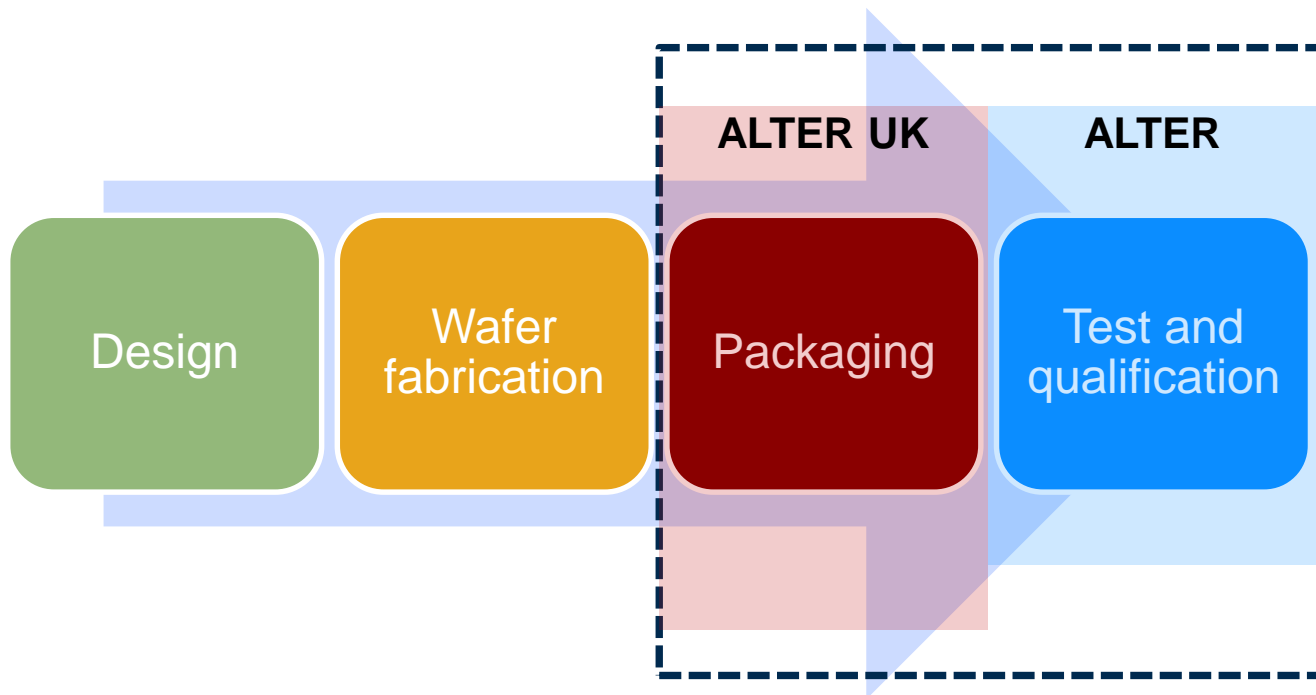 ALTER UK
ALTER
Design
Wafer
fabrication
Packaging
Test and
qualification